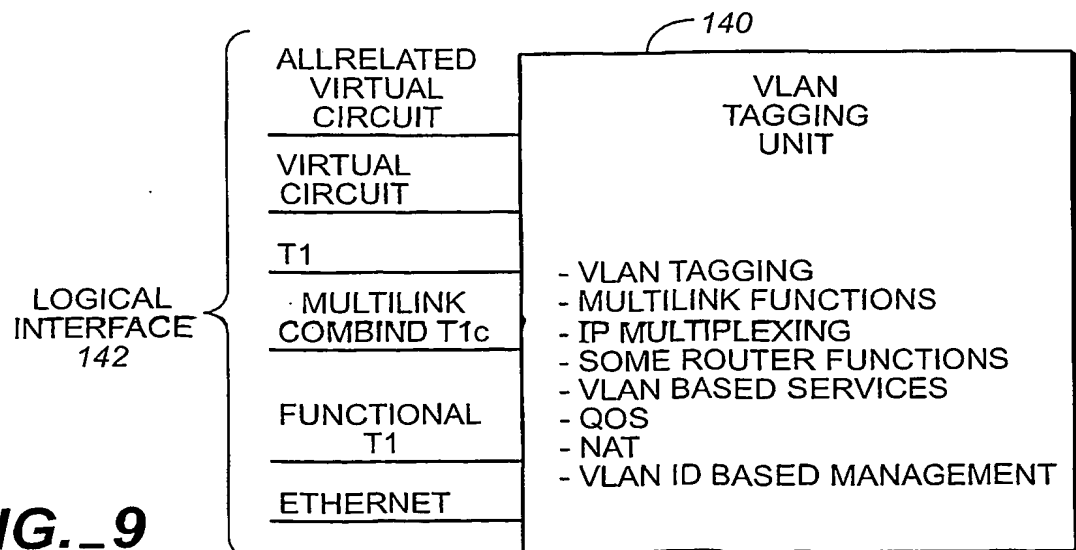 140
ALLRELATED
VIRTUAL
CIRCUIT
VIRTUAL
CIRCUIT
T1
MULTILINK
COMBIND T1c
FUNCTIONAL
T1
ETHERNET
LOGICAL
INTERFACE
142
VLAN
TAGGING
UNIT
- VLAN TAGGING
- MULTILINK FUNCTIONS
- IP MULTIPLEXING
- SOME ROUTER FUNCTIONS
- VLAN BASED SERVICES
- QOS
- NAT
- VLAN ID BASED MANAGEMENT
IG._9